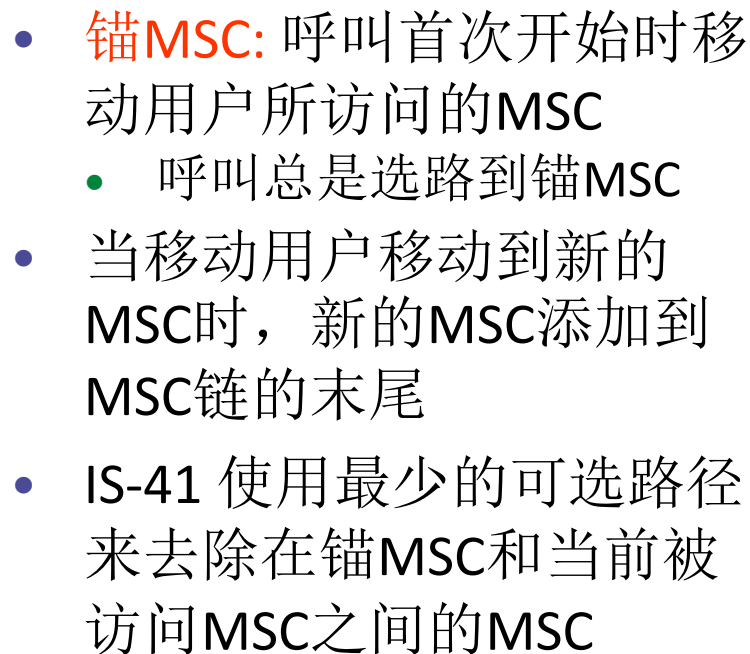 • 锚MSC: 呼叫首次开始时移
动用户所访问的MSC
• 呼叫总是选路到锚MSC
• 当移动用户移动到新的
MSC时，新的MSC添加到
MSC链的末尾
• IS-41 使用最少的可选路径
来去除在锚MSC和当前被
访问MSC之间的MSC